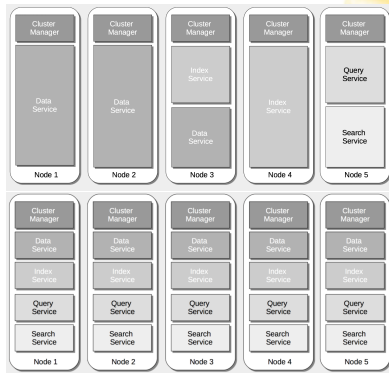 Cluster
Manager
Data
Service
Node 1
Cluster
Manager
Data
Service
Node 2
Cluster
Manager
Index
Service
Data
Service
Node 3
Cluster
Manager
Index
Service
Node 4
Cluster
Manager
Query
Service
Search
Service
Node 5
Cluster
Manager
Data
Service
Index
Service
Query
Service
Search
Service
Node 1
Cluster
Manager
Data
Service
Index
Service
Query
Service
Search
Service
Node 2
Cluster
Manager
Data
Service
Index
Service
Query
Service
Search
Service
Node 3
Cluster
Manager
Data
Service
Index
Service
Query
Service
Search
Service
Node 4
Cluster
Manager
Data
Service
Index
Service
Query
Service
Search
Service
Node 5